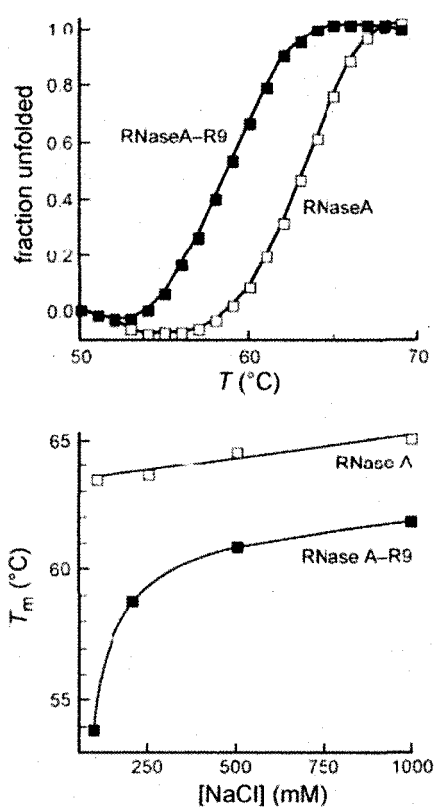 1.0
0.8
0.6
0.4
0.2
0.0
fraction unfolded
RNaseA–R9
RNaseA
50
60
70
T (°C)
65
60
55
Tm (°C)
RNase A
RNase A–R9
250
500
750
1000
[NaCl] (mM)